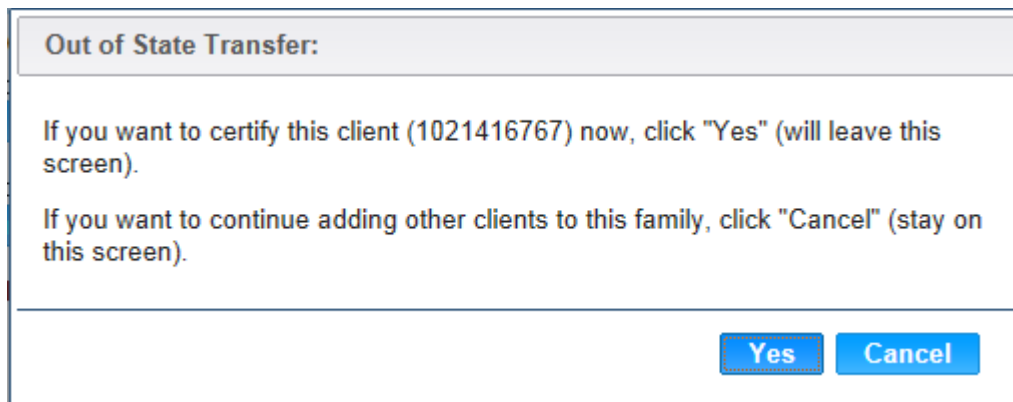 Out of State Transfer:
If you want to certify this client (1021416767) now, click "Yes" (will leave this
screen).
If you want to continue adding other clients to this family, click "Cancel" (stay on
this screen).
Yes Cancel